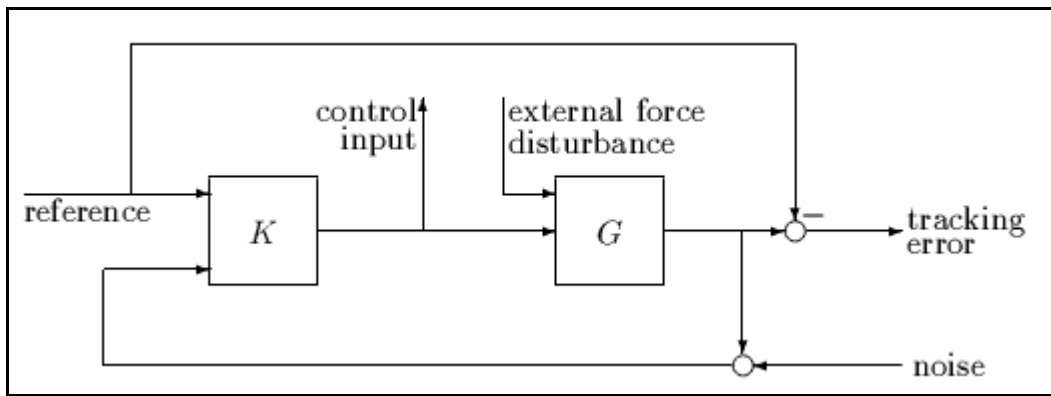 control
input
external force
disturbance
reference
K
G
−
tracking
error
noise